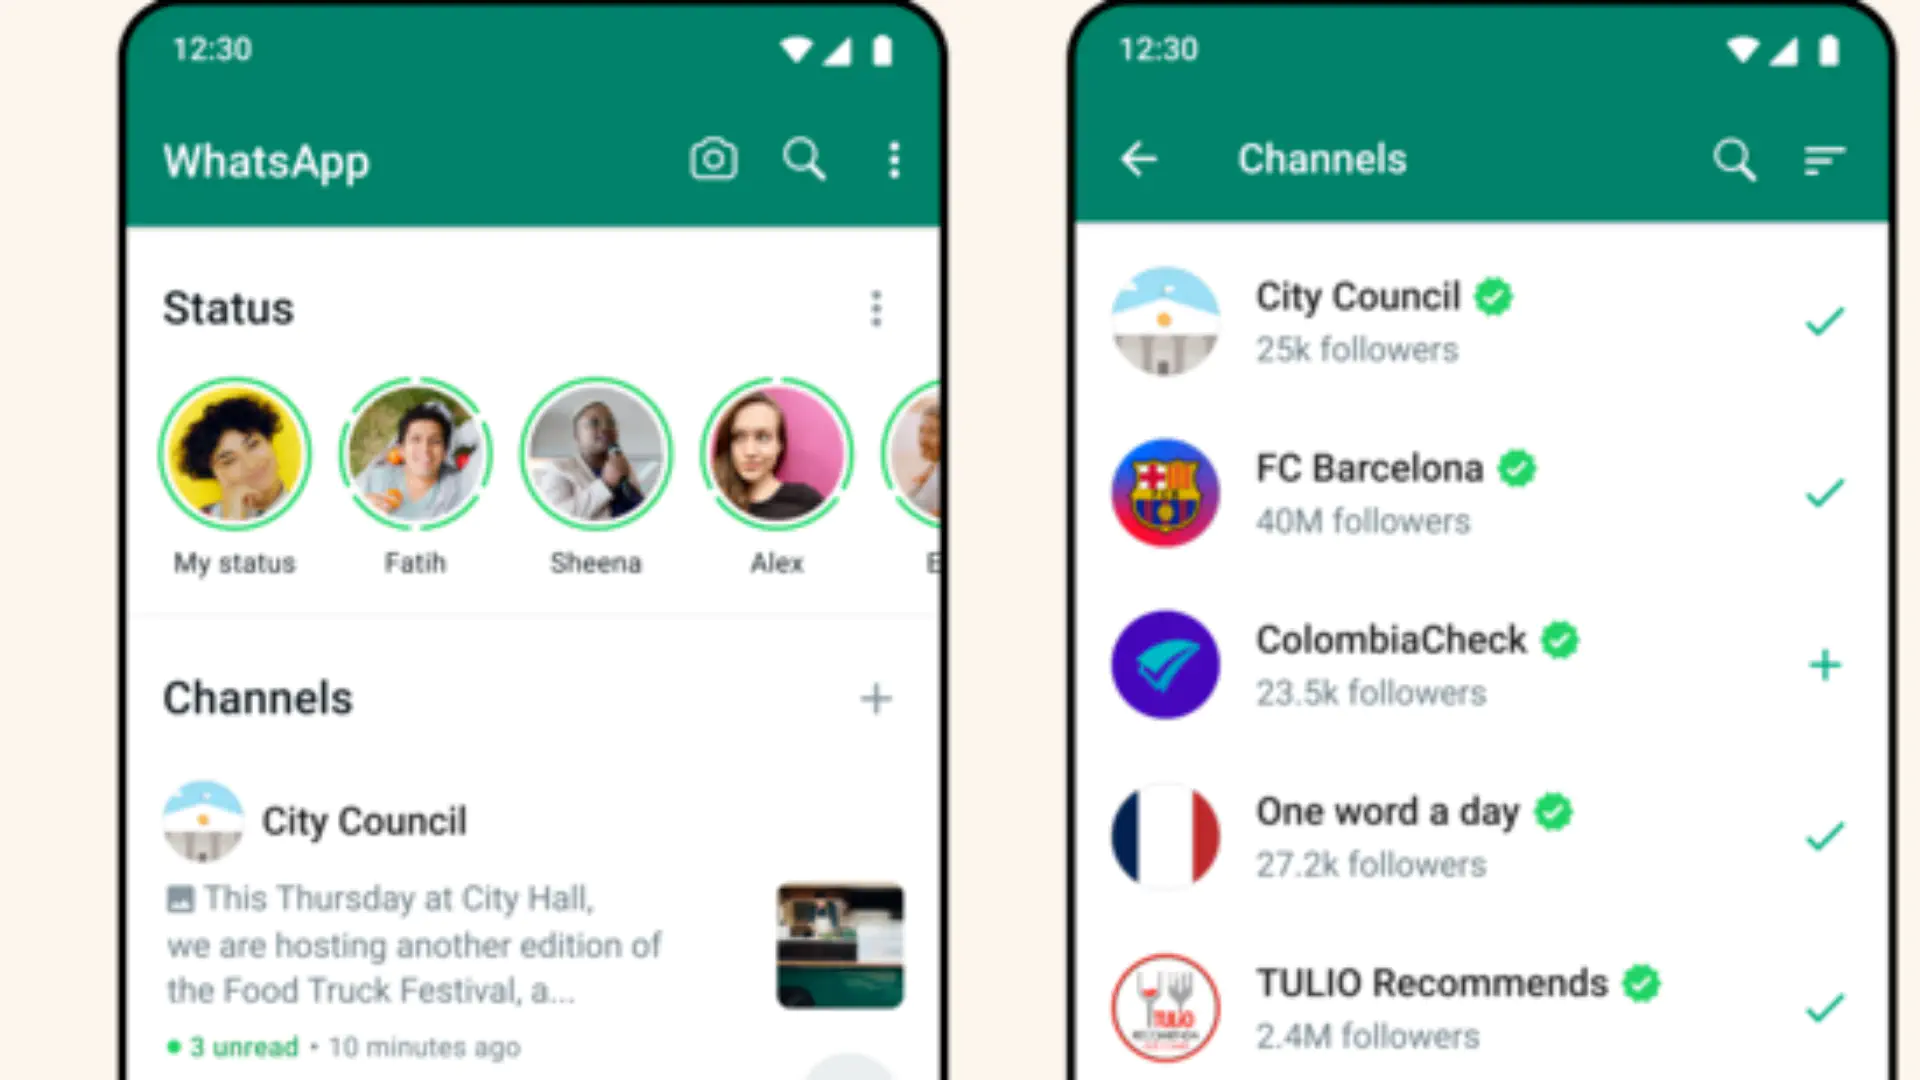 12:30
WhatsApp
Status
My status
Fatih
Sheena
Alex
Channels
City Council
This Thursday at City Hall,
we are hosting another edition of
the Food Truck Festival, a...
3 unread • 10 minutes ago
12:30
Channels
City Council
25k followers
FC Barcelona
40M followers
ColombiaCheck
23.5k followers
One word a day
27.2k followers
TULIO Recommends
2.4M followers
TULIO